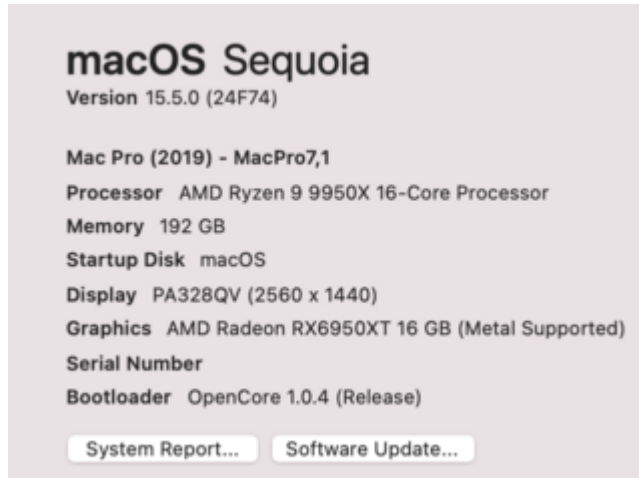 macOS Sequoia
Version 15.5.0 (24F74)
Mac Pro (2019) - MacPro7,1
Processor AMD Ryzen 9 9950X 16-Core Processor
Memory 192 GB
Startup Disk macOS
Display PA328QV (2560 x 1440)
Graphics AMD Radeon RX6950XT 16 GB (Metal Supported)
Serial Number
Bootloader OpenCore 1.0.4 (Release)
System Report... Software Update...